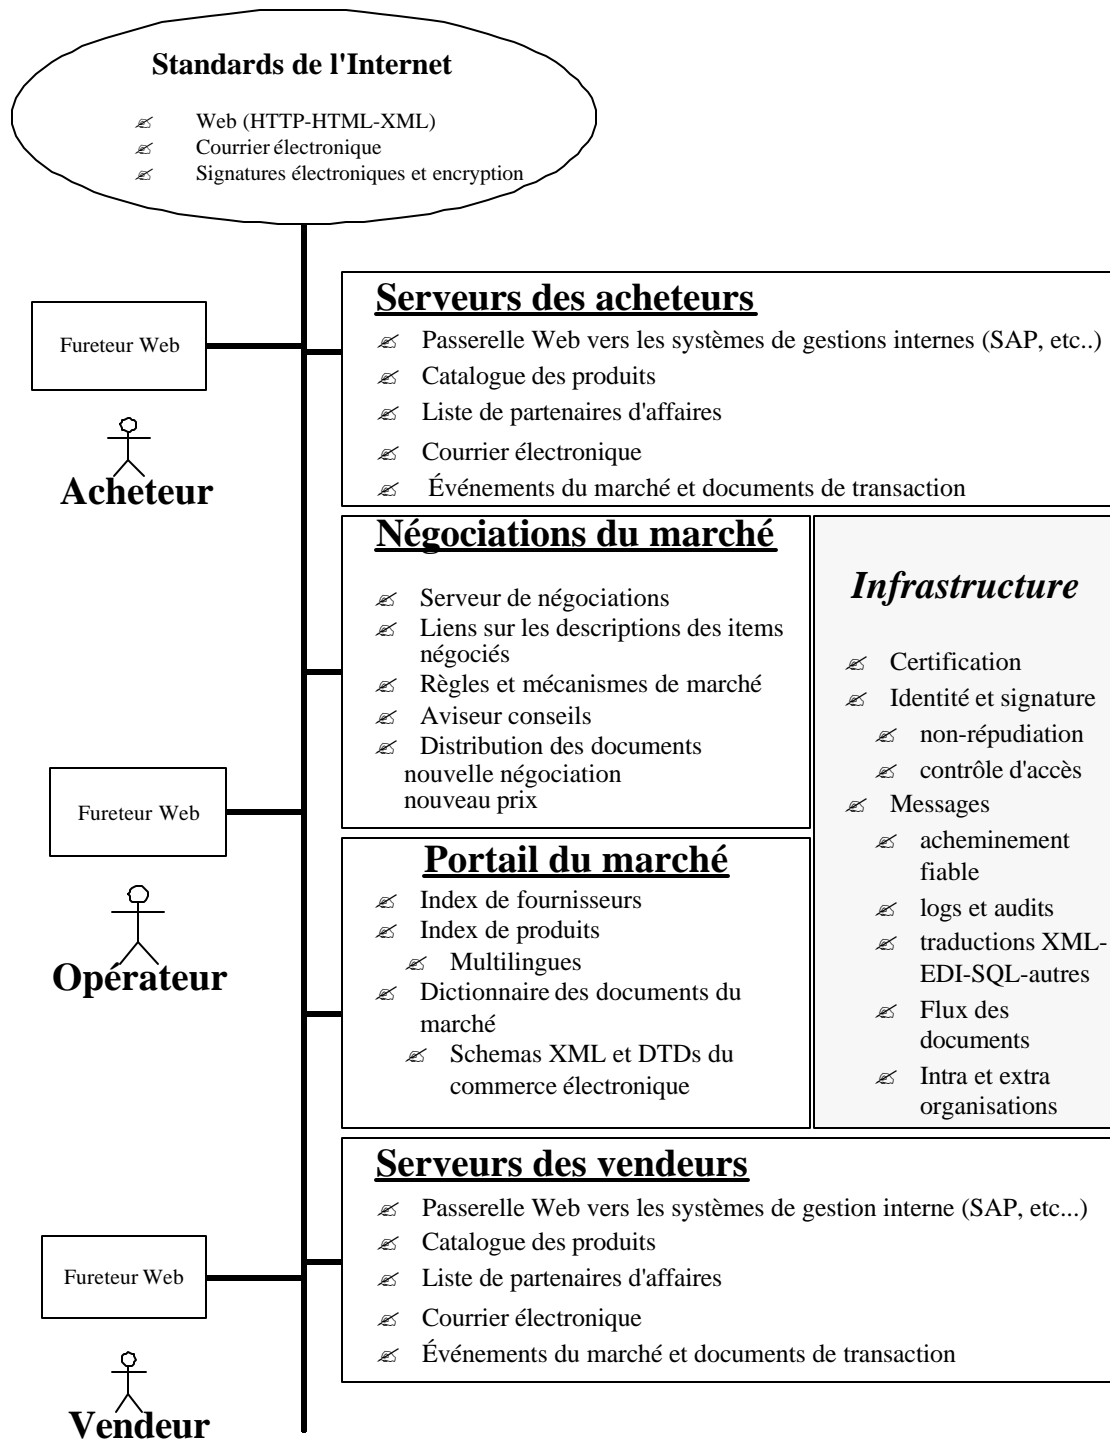 Standards de l'Internet
Web (HTTP-HTML-XML)
Courrier électronique
Signatures électroniques et encryption
Fureteur Web
Acheteur
Serveurs des acheteurs
Passerelle Web vers les systèmes de gestions internes (SAP, etc..)
Catalogue des produits
Liste de partenaires d'affaires
Courrier électronique
Événements du marché et documents de transaction
Négociations du marché
Serveur de négociations
Liens sur les descriptions des items
négociés
Règles et mécanismes de marché
Aviseur conseils
Distribution des documents
nouvelle négociation
nouveau prix
Infrastructure
Certification
Identité et signature
non-répudiation
contrôle d'accès
Messages
acheminement
fiable
logs et audits
traductions XML-
EDI-SQL-autres
Flux des
documents
Intra et extra
organisations
Fureteur Web
Opérateur
Portail du marché
Index de fournisseurs
Index de produits
Multilingues
Dictionnaire des documents du
marché
Schemas XML et DTDs du
commerce électronique
Serveurs des vendeurs
Passerelle Web vers les systèmes de gestion interne (SAP, etc...)
Catalogue des produits
Liste de partenaires d'affaires
Courrier électronique
Événements du marché et documents de transaction
Fureteur Web
Vendeur